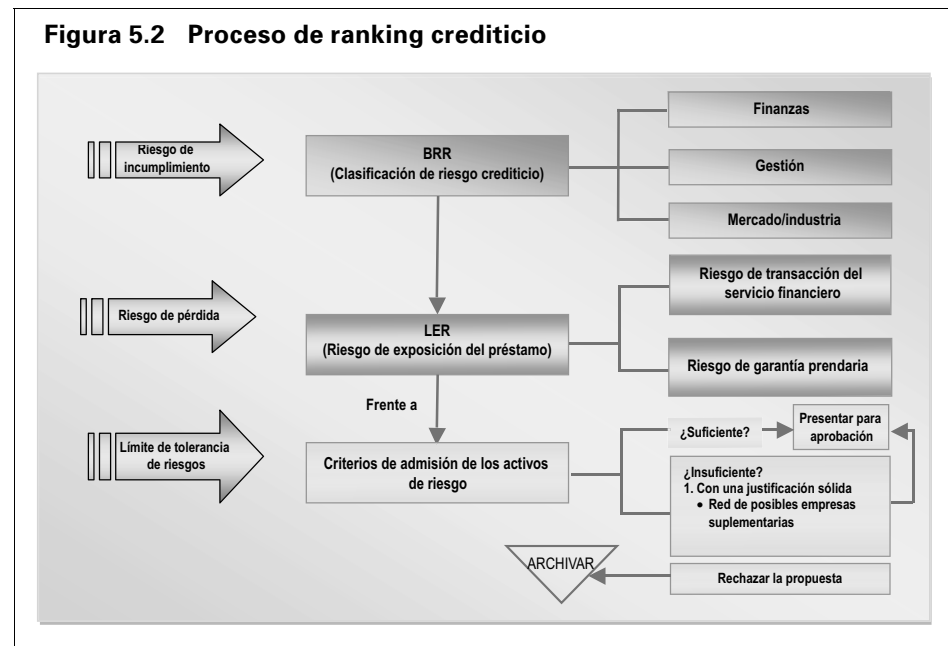 Figura 5.2 Proceso de ranking crediticio
Riesgo de
incumplimiento
BRR
(Clasificación de riesgo crediticio)
Finanzas
Gestión
Mercado/industria
Riesgo de pérdida
LER
(Riesgo de exposición del préstamo)
Riesgo de transacción del
servicio financiero
Riesgo de garantía prendaria
Frente a
Límite de tolerancia
de riesgos
Criterios de admisión de los activos
de riesgo
¿Suficiente?
Presentar para
aprobación
¿Insuficiente?
1. Con una justificación sólida
• Red de posibles empresas
suplementarias
ARCHIVAR
Rechazar la propuesta